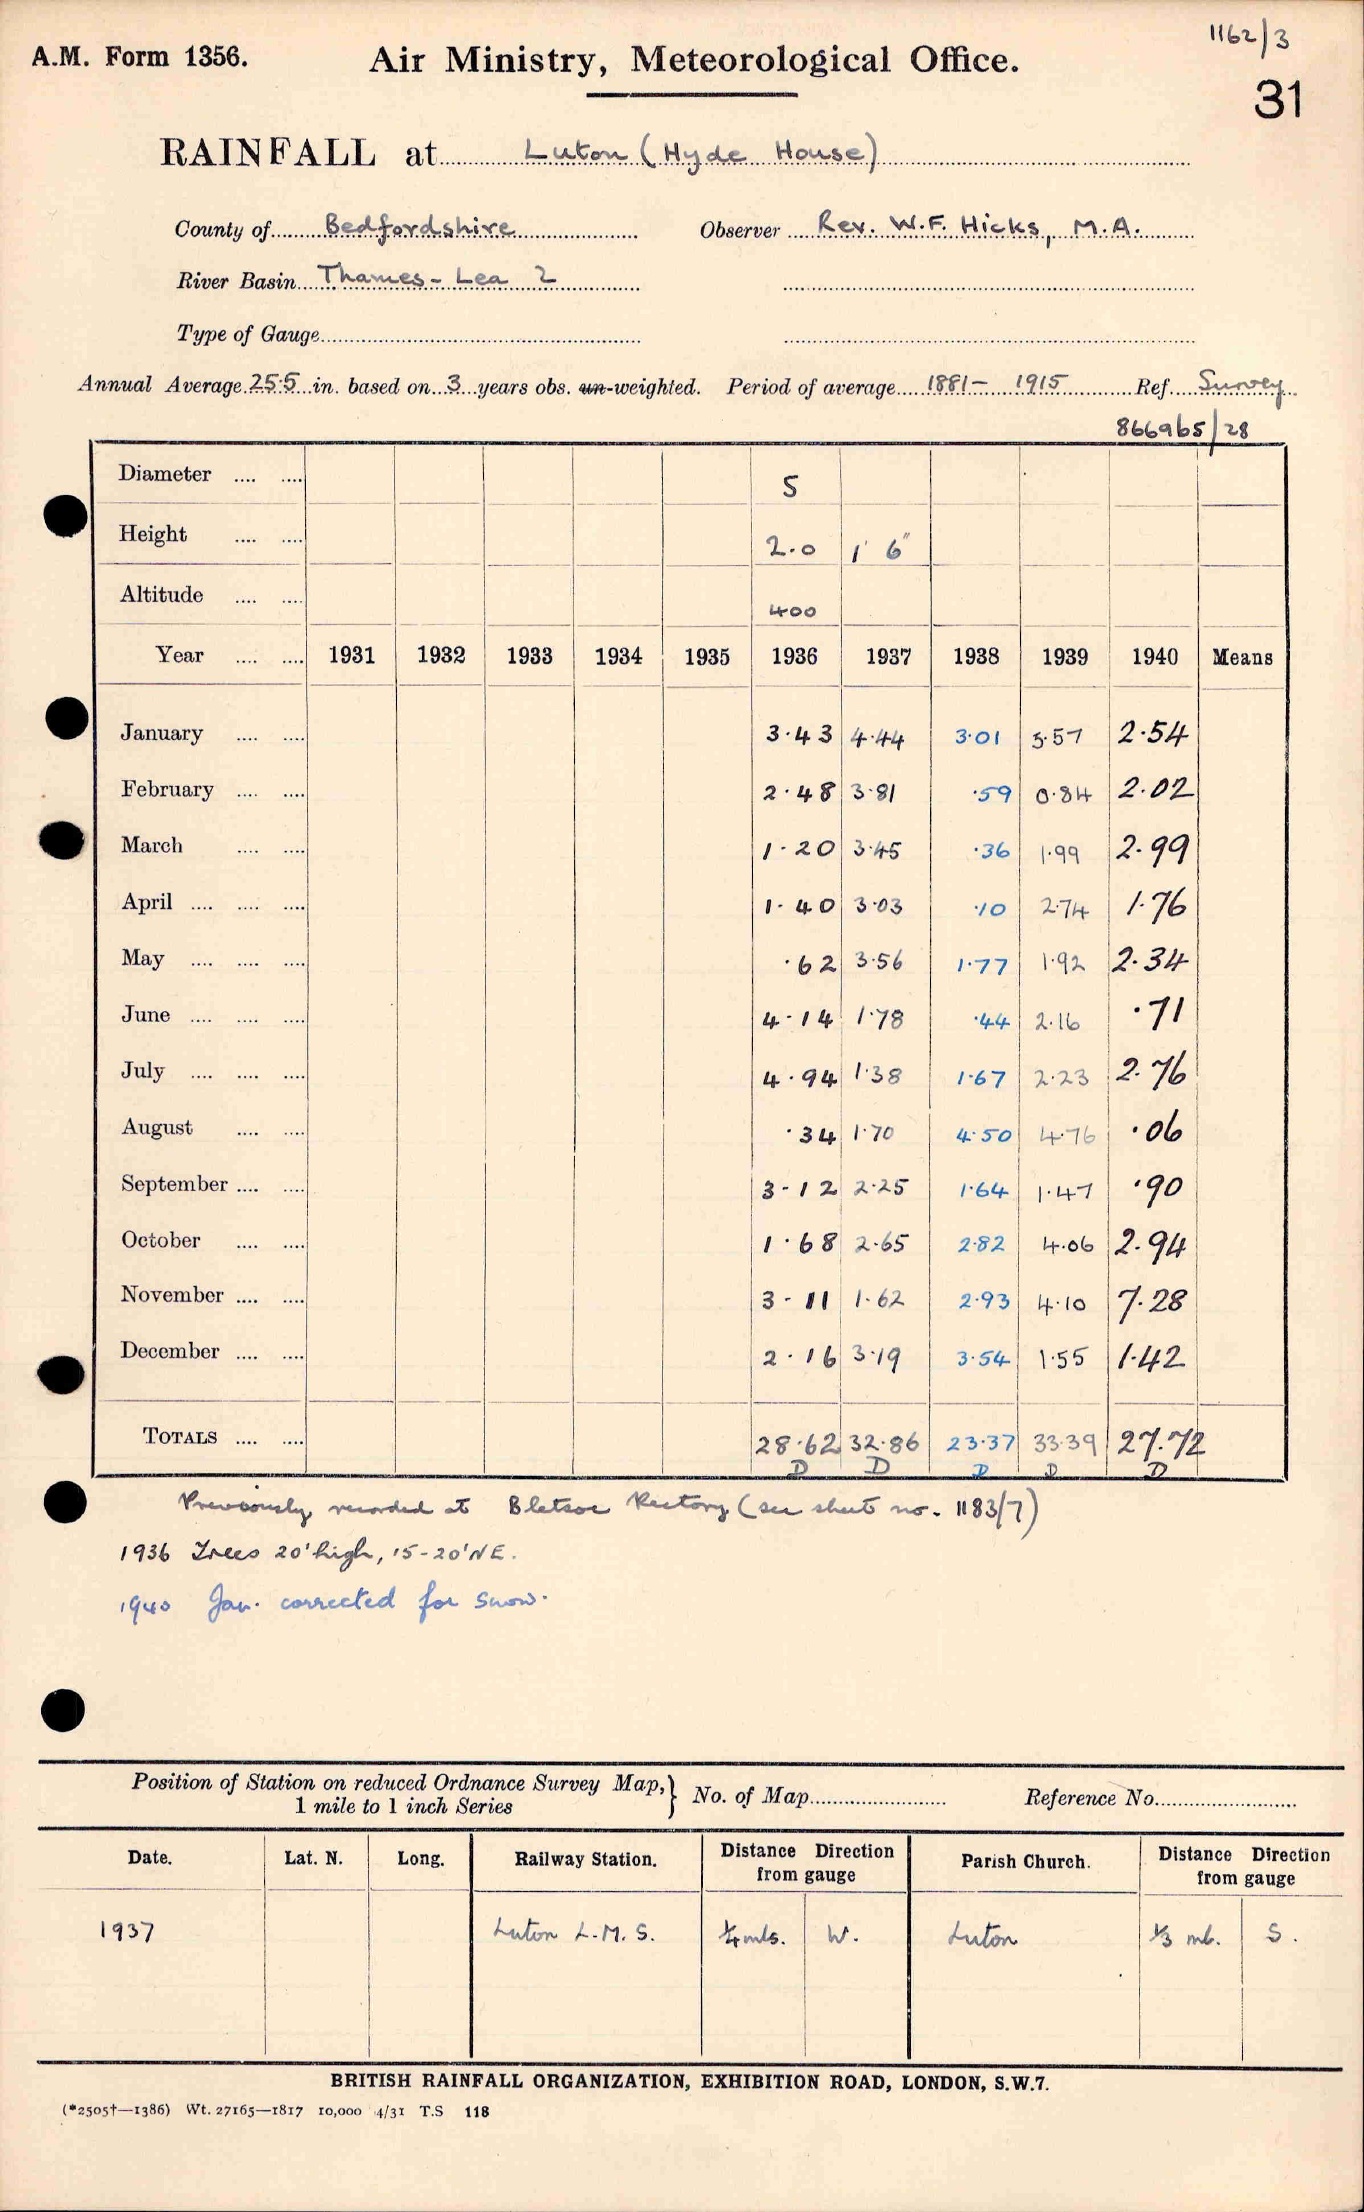 1162/3
A.M. Form 1356. Air Ministry, Meteorological Office.
31
RAINFALL at Luton (Hyde House)
County of Bedfordshire Observer Rev. W.F. Hicks, M.A.
River Basin Thames - Lea 2
Type of Gauge
Annual Average 25.5 in. based on 3 years obs. un-weighted. Period of average 1881 - 1915 Ref. Survey
866965/28
Diameter .... .... 5
Height .... .... 2.0 1' 6"
Altitude .... .... 400
Year .... .... 1931 1932 1933 1934 1935 1936 1937 1938 1939 1940 Means
January .... .... 3.43 4.44 3.01 5.57 2.54
February .... .... 2.48 3.81 .59 0.84 2.02
March .... .... 1.20 3.45 .36 1.99 2.99
April .... .... .... 1.40 3.03 .10 2.74 1.76
May .... .... .... .62 3.56 1.77 1.92 2.34
June .... .... .... 4.14 1.78 .44 2.16 .71
July .... .... .... 4.94 1.38 1.67 2.23 2.76
August .... .... .34 1.70 4.50 4.76 .06
September .... .... 3.12 2.25 1.64 1.47 .90
October .... .... 1.68 2.65 2.82 4.06 2.94
November .... .... 3.11 1.62 2.93 4.10 7.28
December .... .... 2.16 3.19 3.54 1.55 1.42
TOTALS .... .... 28.62 32.86 23.37 33.39 27.72
D D D D D
Previously recorded at Bletsoe Rectory (see sheet no. 1183/7)
1936 Trees 20' high, 15-20' NE.
1940 Jan. corrected for snow.
Position of Station on reduced Ordnance Survey Map, } No. of Map Reference No.
1 mile to 1 inch Series
Date. Lat. N. Long. Railway Station. Distance Direction from gauge Parish Church. Distance Direction from gauge
1937 Luton L.M.S. 1/4 mls. W. Luton 1/3 ml. S.
BRITISH RAINFALL ORGANIZATION, EXHIBITION ROAD, LONDON, S.W.7.
(*2505†—1386) Wt. 27165—1817 10,000 4/31 T.S 118